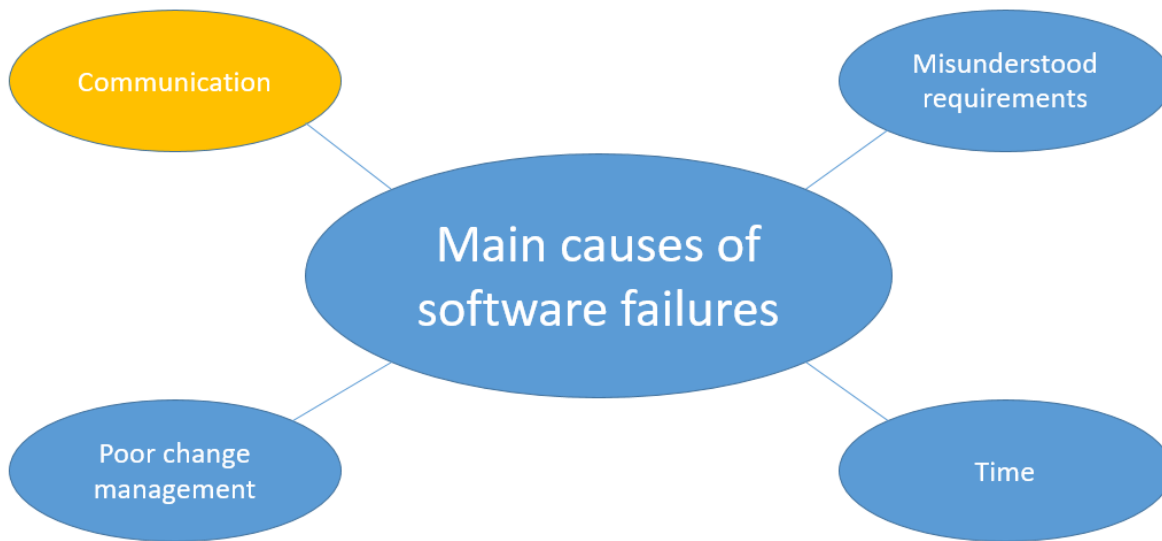 Communication
Misunderstood
requirements
Main causes of
software failures
Poor change
management
Time